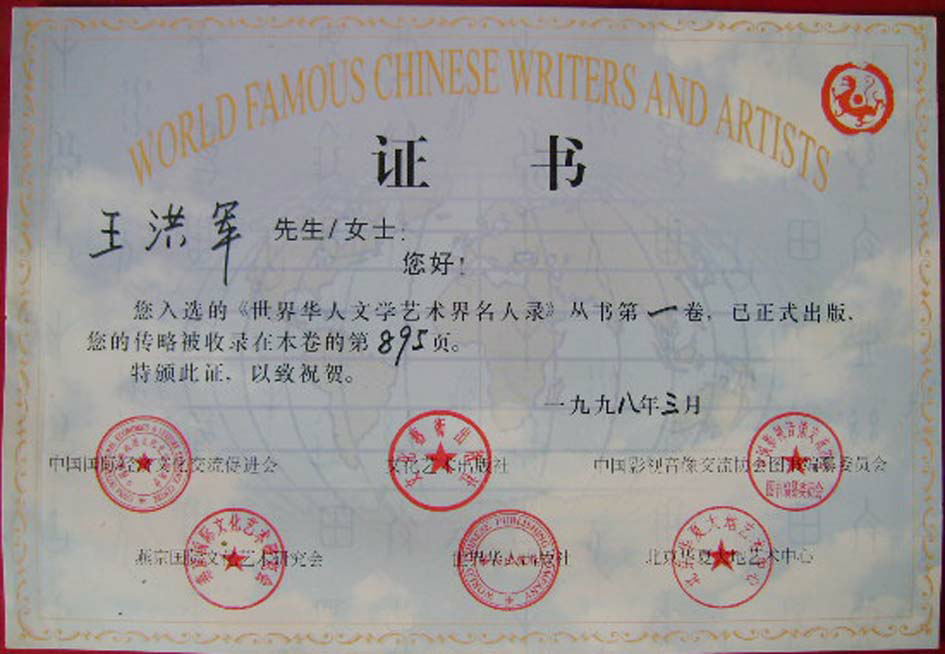 WORLD FAMOUS CHINESE WRITERS AND ARTISTS
证 书
王洪军 先生/女士:
您好!
您入选的《世界华人文学艺术界名人录》丛书第一卷,已正式出版、
您的传略被收录在本卷的第895页。
特颁此证、以致祝贺。
一九九八年三月
中国国际经济文化交流促进会 文化艺术出版社 中国影视音像交流协会图书编纂委员会
燕京国际文化艺术研究会 世界华人出版社 北京华夏大地艺术中心